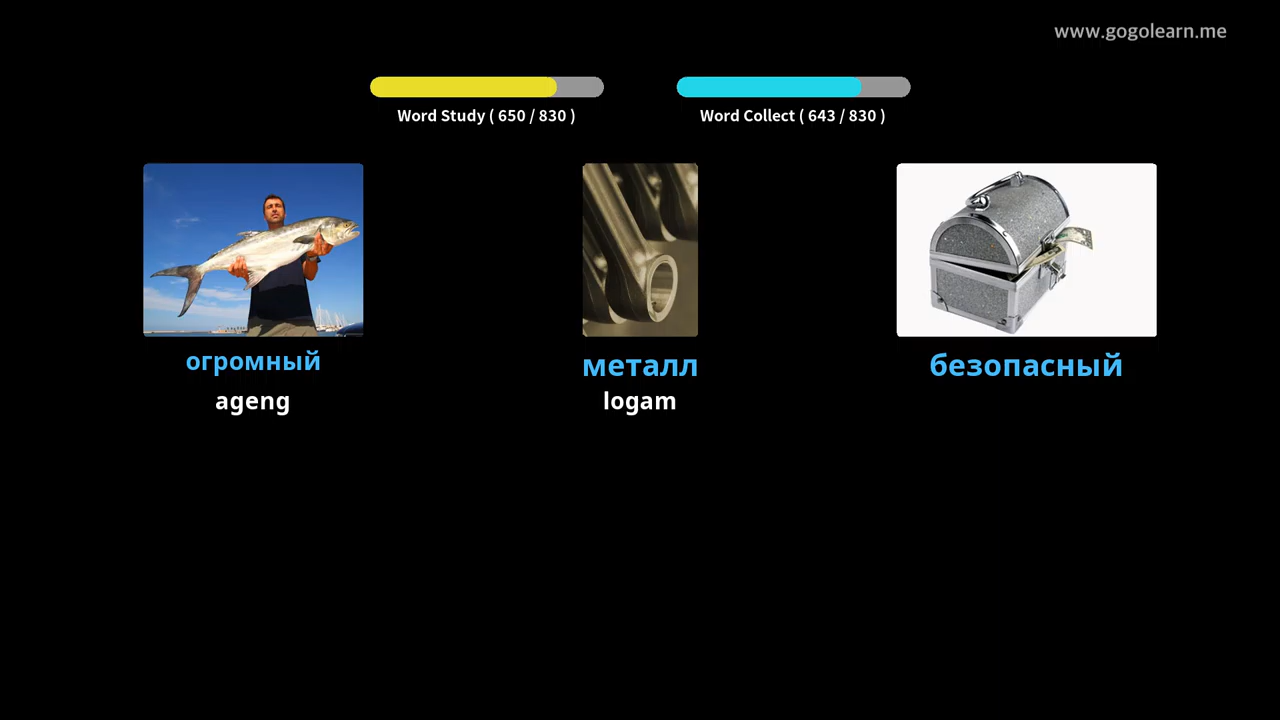 www.gogolearn.me
Word Study ( 650 / 830 )
Word Collect ( 643 / 830 )
огромный
ageng
металл
logam
безопасный